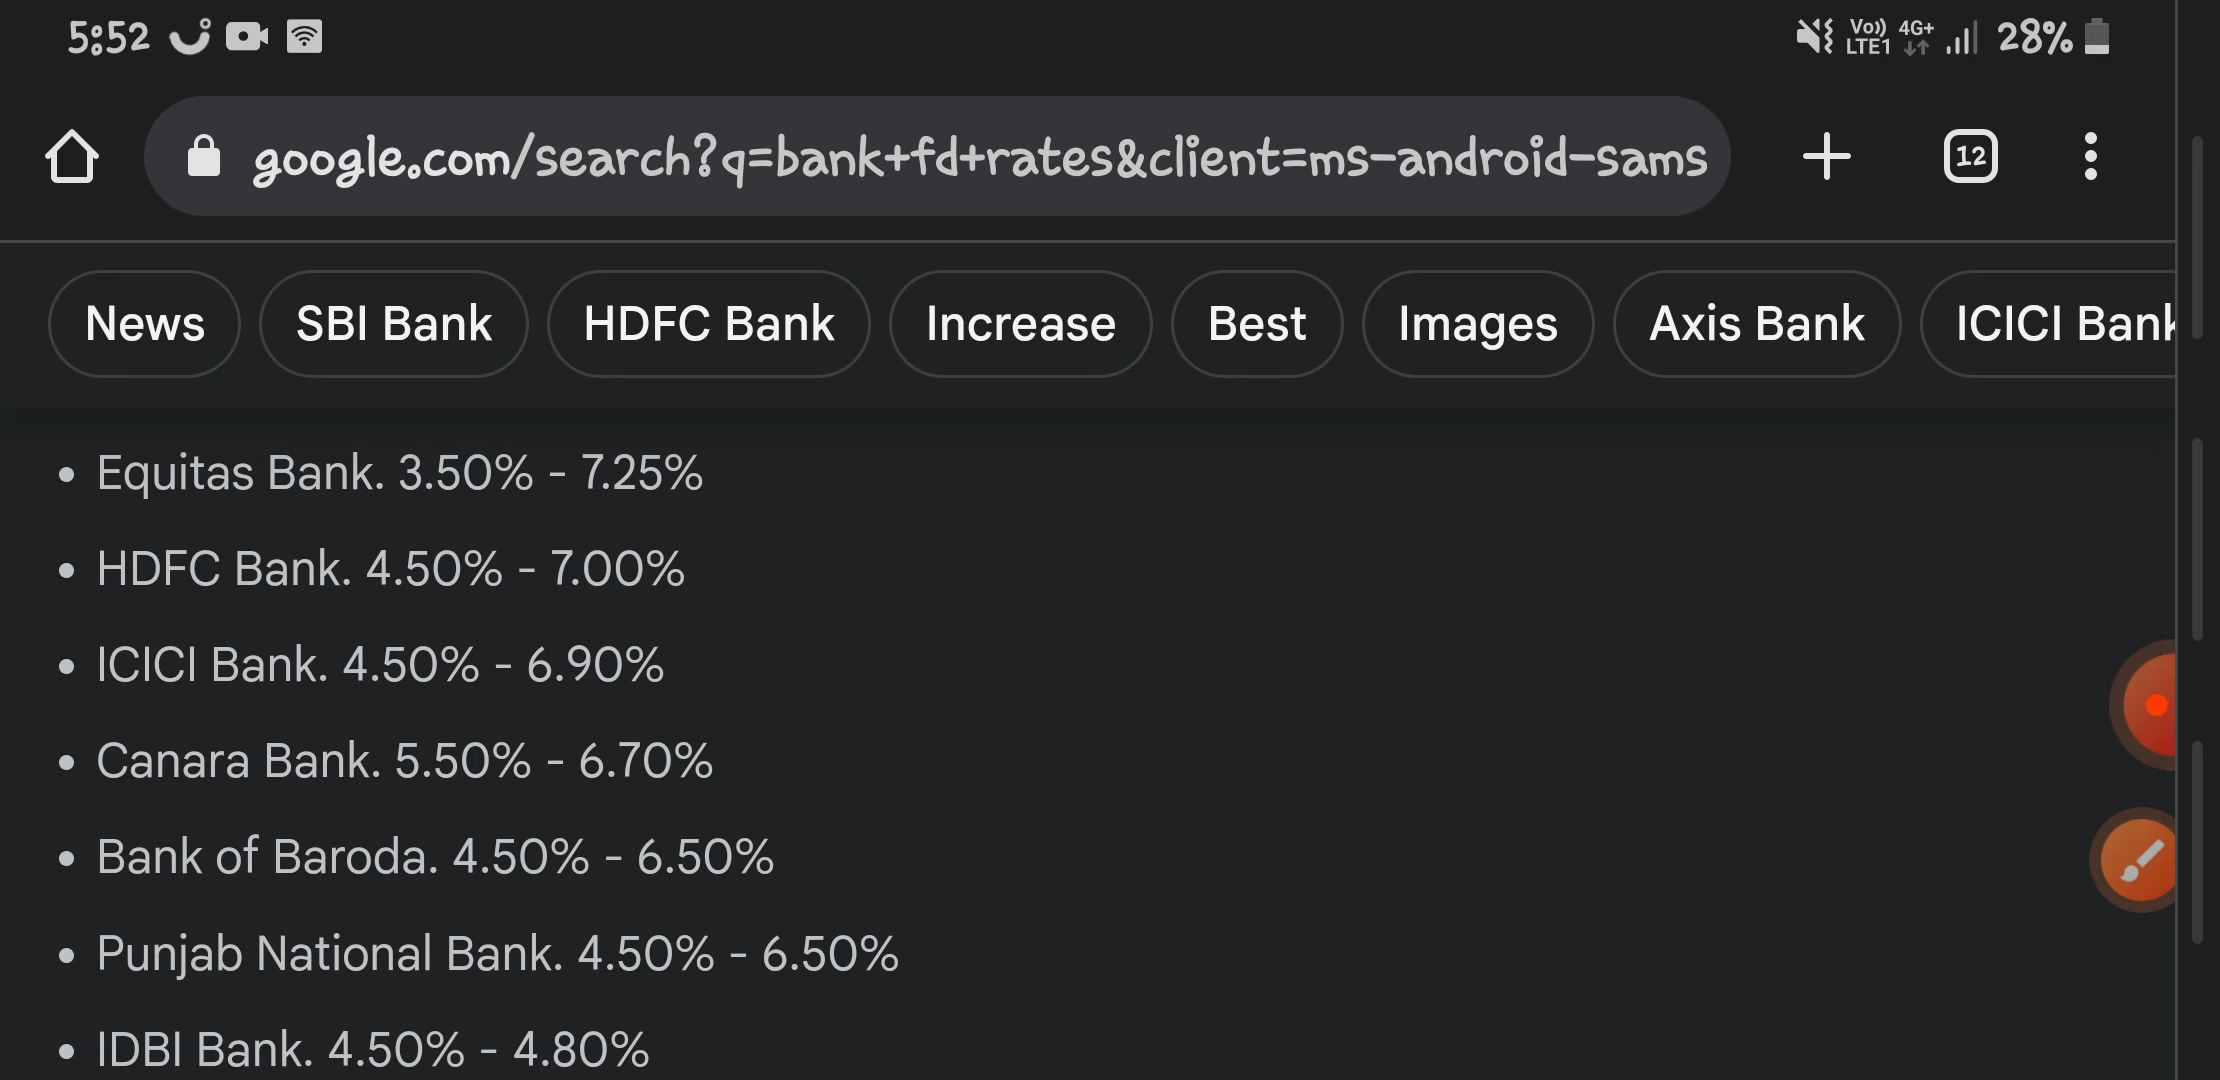 5:52
Vo)) LTE1 4G+ 28%
google.com/search?q=bank+fd+rates&client=ms-android-sams
12
News SBI Bank HDFC Bank Increase Best Images Axis Bank ICICI Bank
• Equitas Bank. 3.50% - 7.25%
• HDFC Bank. 4.50% - 7.00%
• ICICI Bank. 4.50% - 6.90%
• Canara Bank. 5.50% - 6.70%
• Bank of Baroda. 4.50% - 6.50%
• Punjab National Bank. 4.50% - 6.50%
• IDBI Bank. 4.50% - 4.80%